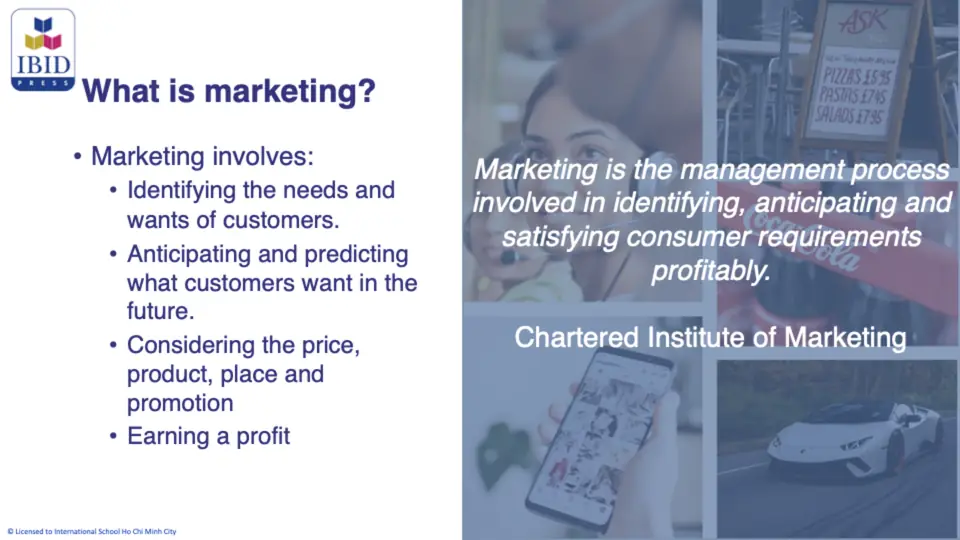 IBID
PRESS
What is marketing?
• Marketing involves:
• Identifying the needs and
wants of customers.
• Anticipating and predicting
what customers want in the
future.
• Considering the price,
product, place and
promotion
• Earning a profit
© Licensed to International School Ho Chi Minh City
ASK
PIZZAS £5.95
PASTAS £7.45
SALADS £7.95
Marketing is the management process
involved in identifying, anticipating and
satisfying consumer requirements
profitably.
Coca-Cola
Chartered Institute of Marketing